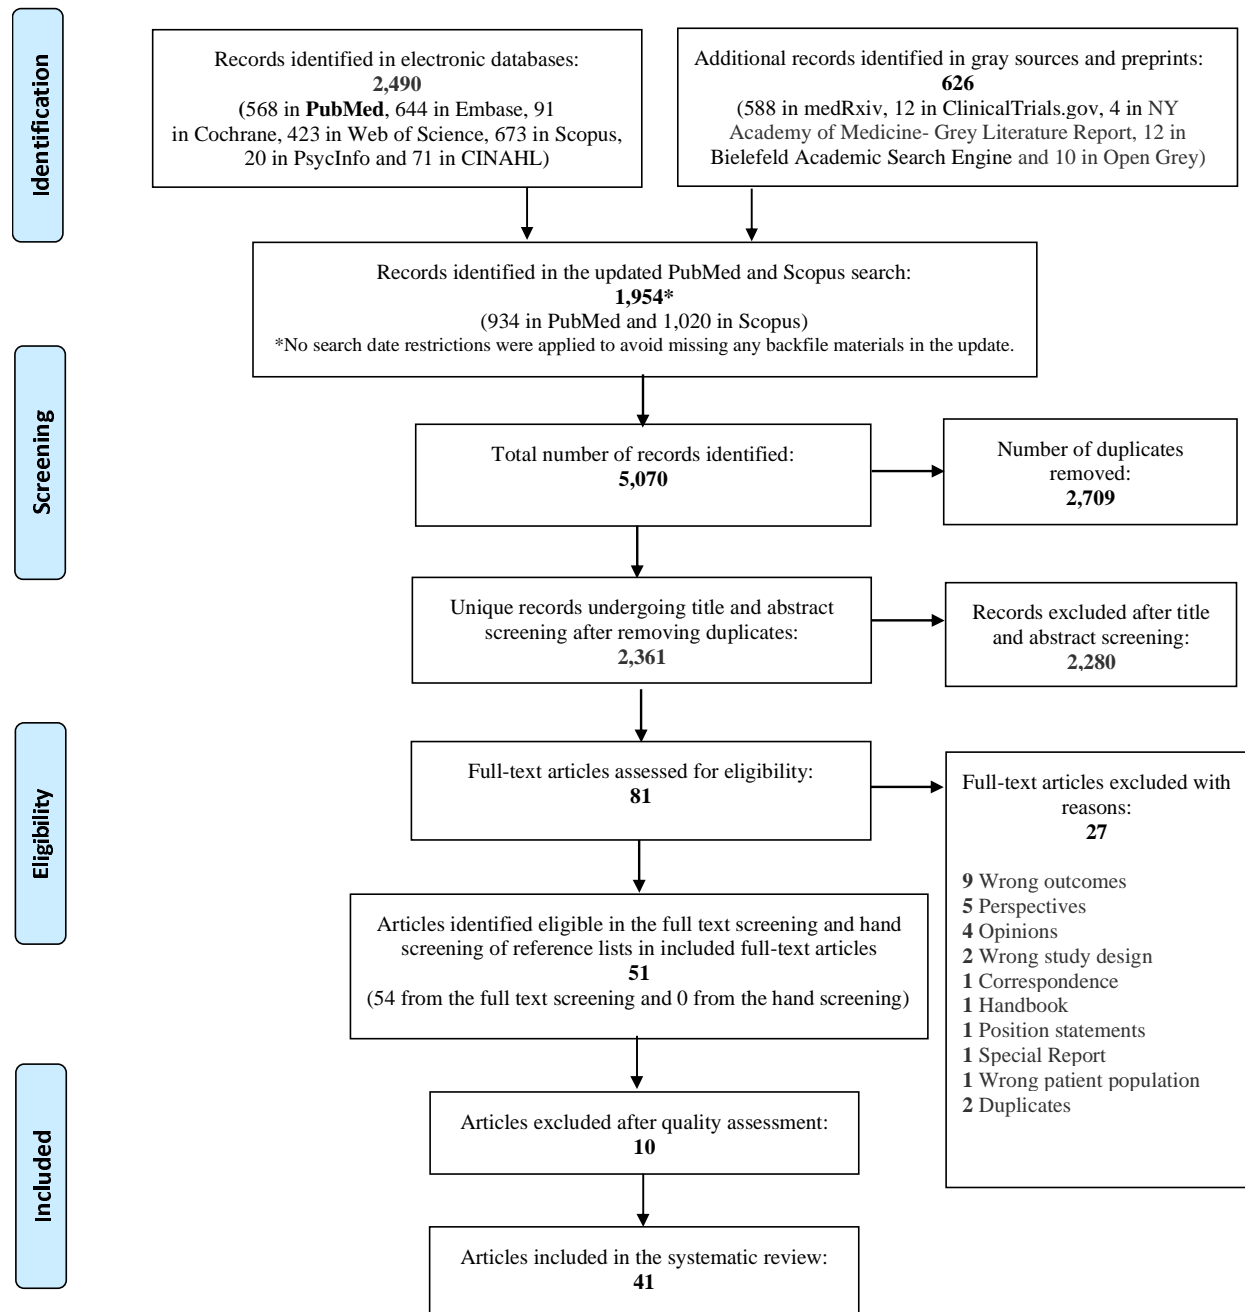 Identification
Records identified in electronic databases:
2,490
(568 in PubMed, 644 in Embase, 91
in Cochrane, 423 in Web of Science, 673 in Scopus,
20 in PsycInfo and 71 in CINAHL)
Additional records identified in gray sources and preprints:
626
(588 in medRxiv, 12 in ClinicalTrials.gov, 4 in NY
Academy of Medicine- Grey Literature Report, 12 in
Bielefeld Academic Search Engine and 10 in Open Grey)
Records identified in the updated PubMed and Scopus search:
1,954*
(934 in PubMed and 1,020 in Scopus)
*No search date restrictions were applied to avoid missing any backfile materials in the update.
Screening
Total number of records identified:
5,070
Number of duplicates
removed:
2,709
Unique records undergoing title and abstract
screening after removing duplicates:
2,361
Records excluded after title
and abstract screening:
2,280
Eligibility
Full-text articles assessed for eligibility:
81
Full-text articles excluded with
reasons:
27
9 Wrong outcomes
5 Perspectives
4 Opinions
2 Wrong study design
1 Correspondence
1 Handbook
1 Position statements
1 Special Report
1 Wrong patient population
2 Duplicates
Articles identified eligible in the full text screening and hand
screening of reference lists in included full-text articles
51
(54 from the full text screening and 0 from the hand screening)
Included
Articles excluded after quality assessment:
10
Articles included in the systematic review:
41